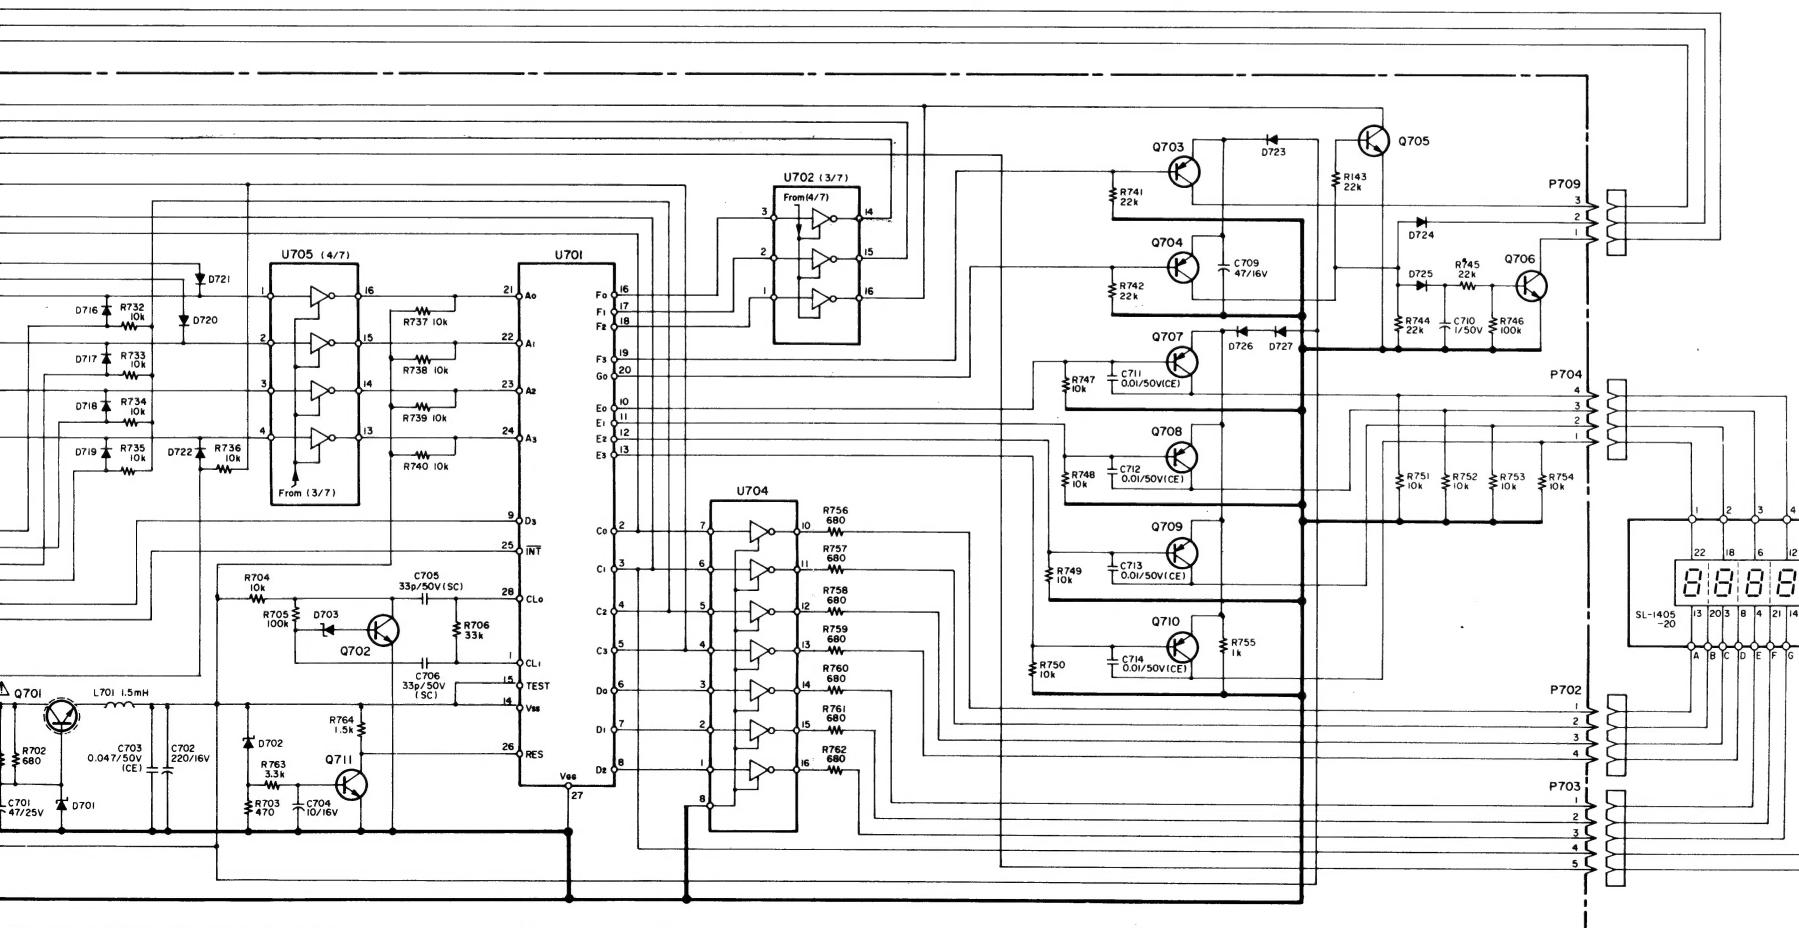 Q703
D723
Q705
U702 (3/7)
From(4/7)
R741
22k
R143
22k
P709
3
2
1
3 14
2 15
1 16
D724
Q704
C709
47/16V
D725
R745
22k
Q706
R742
22k
R744
22k
C710
1/50V
R746
100k
U705 (4/7)
U701
D721
D720
D716
R732
10k
D717
R733
10k
D718
R734
10k
D719
R735
10k
D722
R736
10k
1 16
2 15
3 14
4 13
From (3/7)
R737 10k
R738 10k
R739 10k
R740 10k
21 A0
22 A1
23 A2
24 A3
9 D3
25 INT
28 CL0
1 CL1
15 TEST
14 Vss
26 RES
Vss
27
F0 16
F1 17
F2 18
F3 19
G0 20
E0 10
E1 11
E2 12
E3 13
C0 2
C1 3
C2 4
C3 5
D0 6
D1 7
D2 8
Q707
D726
D727
R747
10k
C711
0.01/50V(CE)
Q708
R748
10k
C712
0.01/50V(CE)
Q709
R749
10k
C713
0.01/50V(CE)
Q710
R750
10k
C714
0.01/50V(CE)
R755
1k
P704
4
3
2
1
R751
10k
R752
10k
R753
10k
R754
10k
U704
7 10
6 11
5 12
4 13
3 14
2 15
1 16
8
R756
680
R757
680
R758
680
R759
680
R760
680
R761
680
R762
680
R704
10k
R705
100k
D703
Q702
C705
33p/50V(SC)
R706
33k
C706
33p/50V
(SC)
Q701
L701 1.5mH
R702
680
C701
47/25V
D701
C703
0.047/50V
(CE)
C702
220/16V
D702
R763
3.3k
R703
470
C704
10/16V
R764
1.5k
Q711
1 2 3 4
22 18 6 12
8 8 8 8
SL-1405
-20
13 20 3 8 4 21 14
A B C D E F G
P702
1
2
3
4
P703
1
2
3
4
5